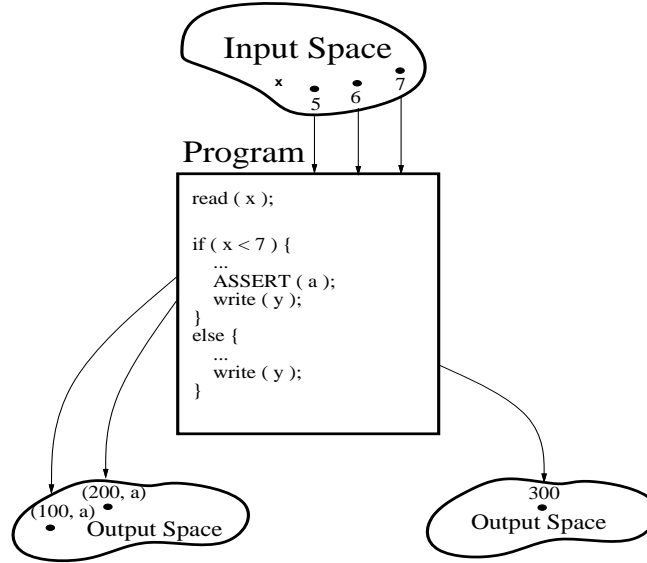 Input Space
x
5
6
7
Program
read ( x );
if ( x < 7 ) {
...
ASSERT ( a );
write ( y );
}
else {
...
write ( y );
}
(200, a)
(100, a)
Output Space
300
Output Space